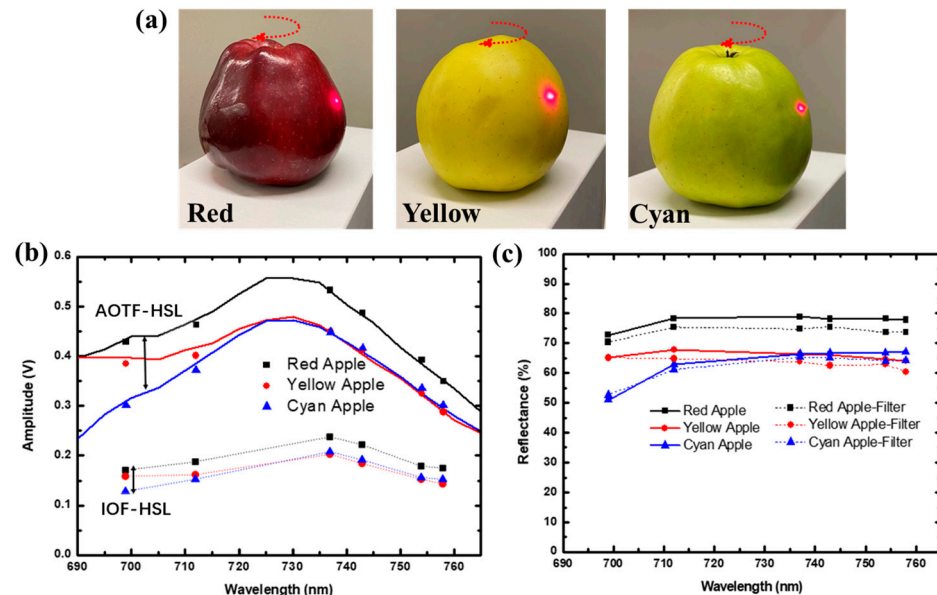 (a)
Red
Yellow
Cyan
(b)
0.6
0.5
0.4
0.3
0.2
0.1
0.0
Amplitude (V)
AOTF-HSL
Red Apple
Yellow Apple
Cyan Apple
IOF-HSL
690 700 710 720 730 740 750 760
Wavelength (nm)
(c)
100
90
80
70
60
50
40
30
20
10
0
Reflectance (%)
Red Apple
Yellow Apple
Cyan Apple
Red Apple-Filter
Yellow Apple-Filter
Cyan Apple-Filter
690 700 710 720 730 740 750 760
Wavelength (nm)